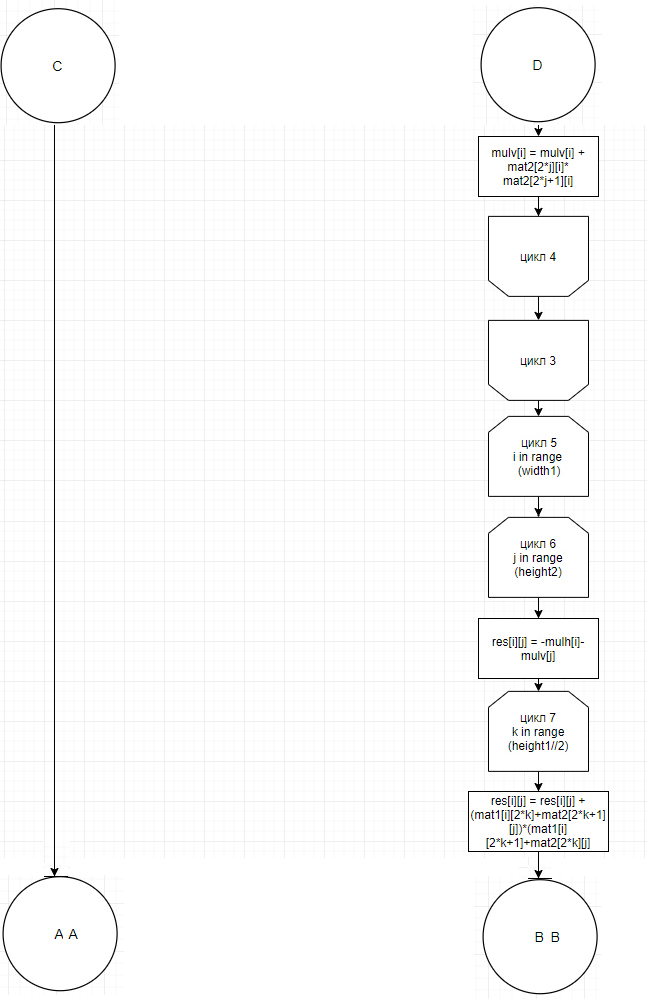 C
D
mulv[i] = mulv[i] +
mat2[2*j][i]*
mat2[2*j+1][i]
цикл 4
цикл 3
цикл 5
i in range
(width1)
цикл 6
j in range
(height2)
res[i][j] = -mulh[i]-
mulv[j]
цикл 7
k in range
(height1//2)
res[i][j] = res[i][j] +
(mat1[i][2*k]+mat2[2*k+1]
[j])*(mat1[i]
[2*k+1]+mat2[2*k][j]
A A
B B